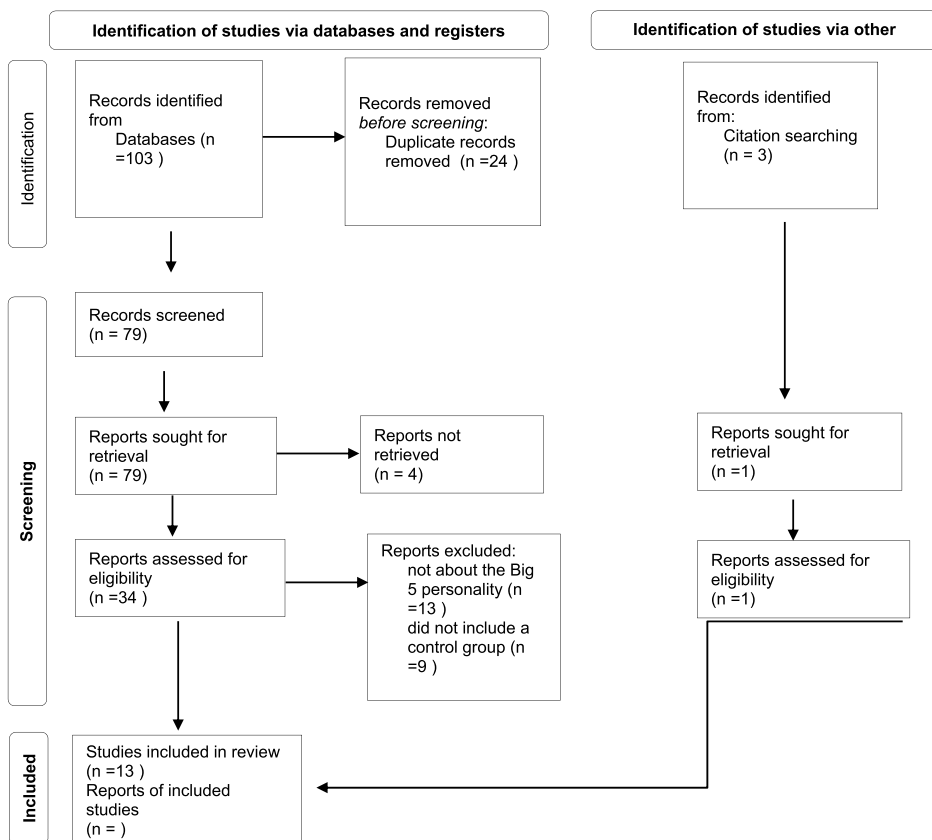 Identification of studies via databases and registers
Identification of studies via other
Identification
Records identified
from
Databases (n
=103 )
Records removed
before screening:
Duplicate records
removed (n =24 )
Records identified
from:
Citation searching
(n = 3)
Screening
Records screened
(n = 79)
Reports sought for
retrieval
(n = 79)
Reports not
retrieved
(n = 4)
Reports sought for
retrieval
(n =1)
Reports assessed for
eligibility
(n =34 )
Reports excluded:
not about the Big
5 personality (n
=13 )
did not include a
control group (n
=9 )
Reports assessed for
eligibility
(n =1)
Included
Studies included in review
(n =13 )
Reports of included
studies
(n = )